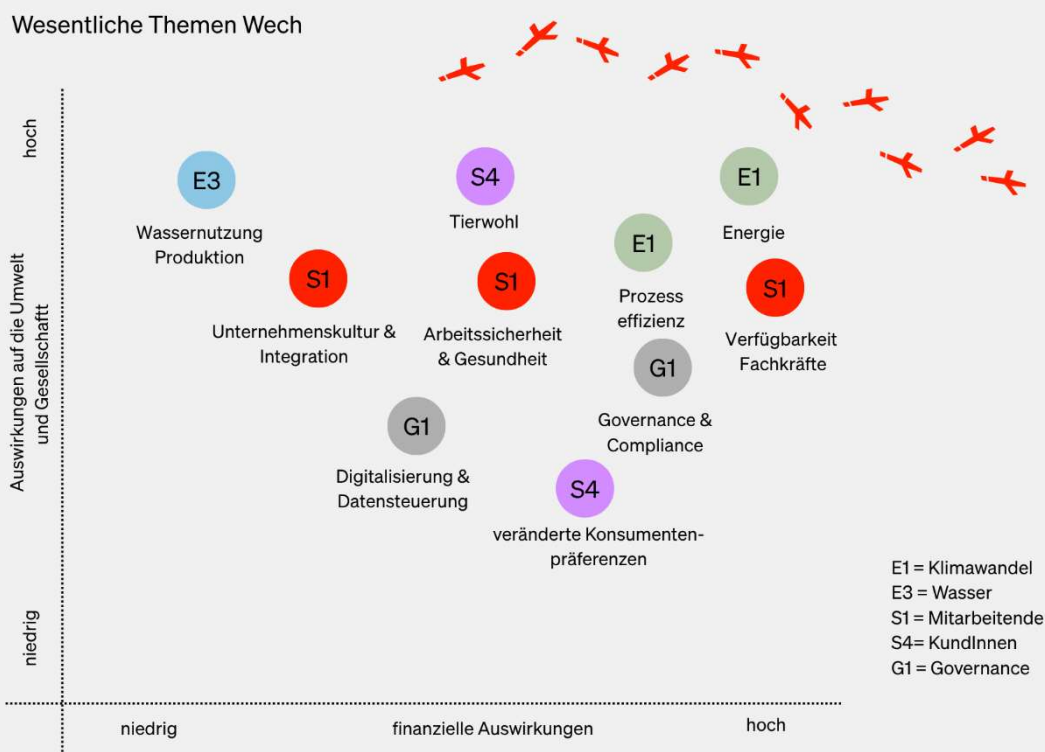 Wesentliche Themen Wech
hoch
Auswirkungen auf die Umwelt
und Gesellschaftt
niedrig
E3
Wassernutzung
Produktion
S4
Tierwohl
E1
Energie
E1
Prozess
effizienz
S1
Unternehmenskultur &
Integration
S1
Arbeitssicherheit
& Gesundheit
S1
Verfügbarkeit
Fachkräfte
G1
Governance &
Compliance
G1
Digitalisierung &
Datensteuerung
S4
veränderte Konsumenten-
präferenzen
E1 = Klimawandel
E3 = Wasser
S1 = Mitarbeitende
S4= KundInnen
G1 = Governance
niedrig
finanzielle Auswirkungen
hoch